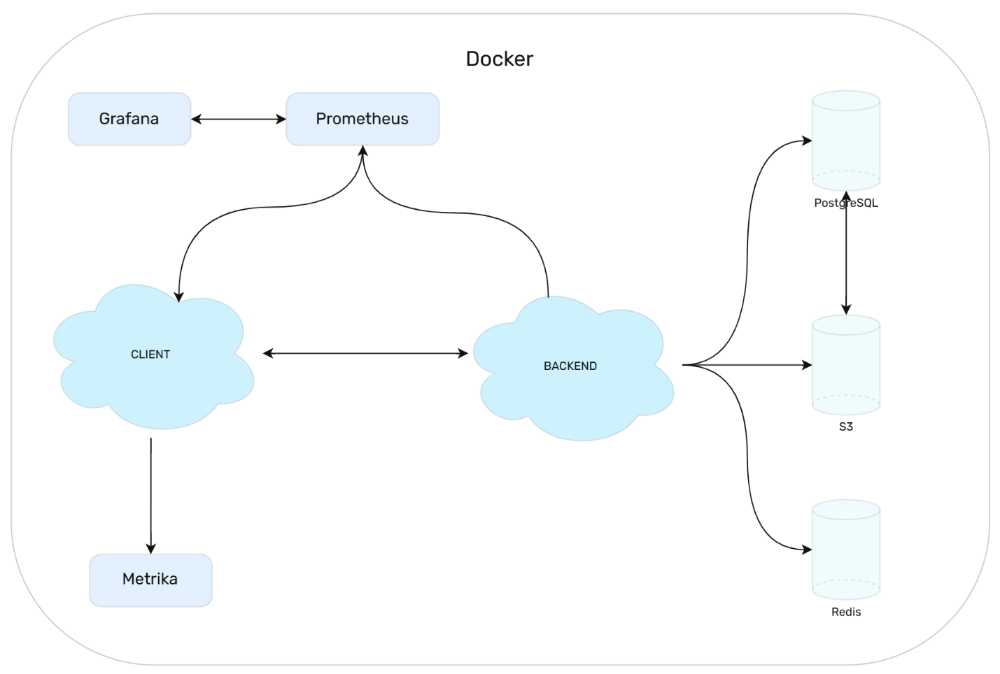 Docker
Grafana
Prometheus
PostgreSQL
CLIENT
BACKEND
S3
Metrika
Redis